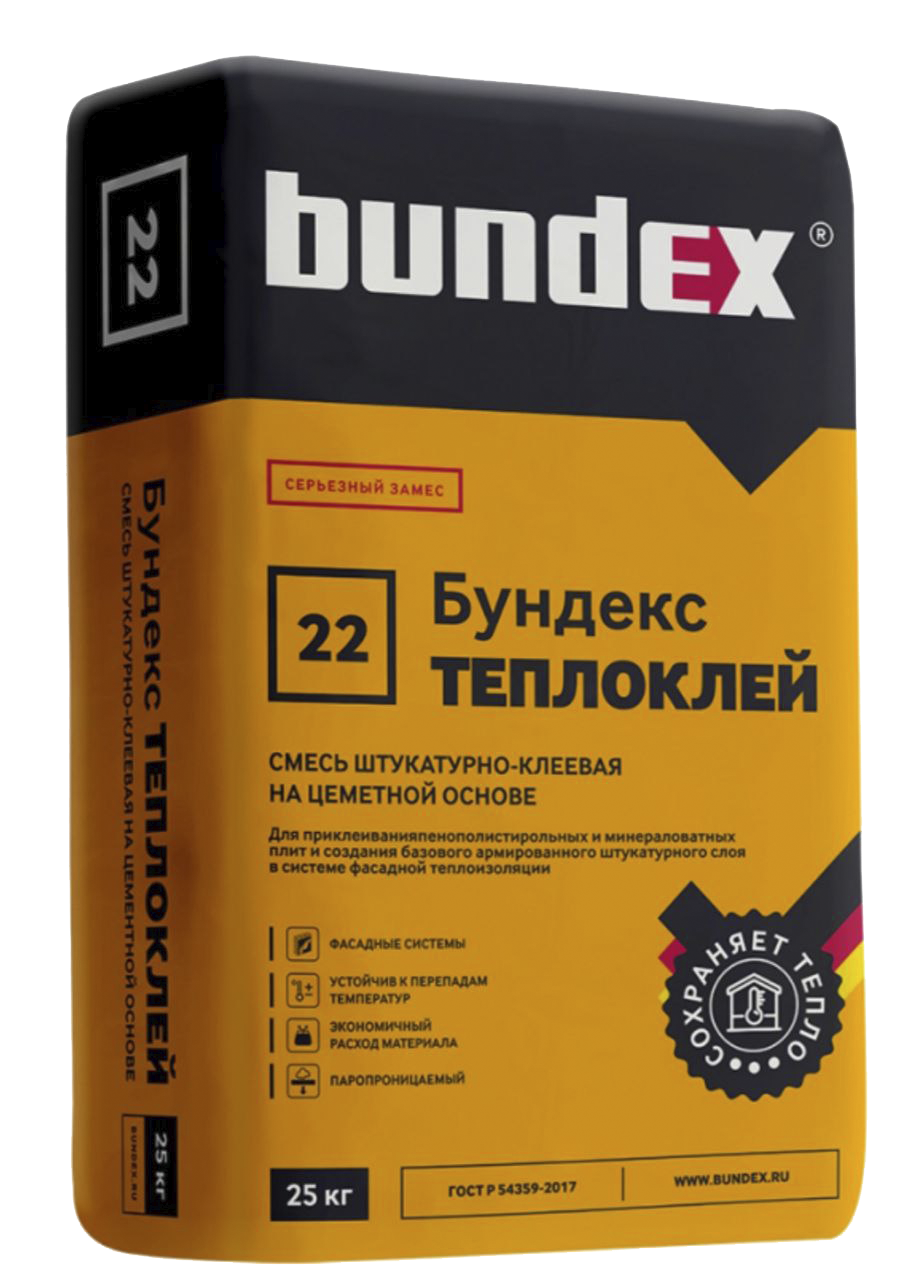 22
bundex ®
СЕРЬЕЗНЫЙ ЗАМЕС
22
Бундекс
ТЕПЛОКЛЕЙ
СМЕСЬ ШТУКАТУРНО-КЛЕЕВАЯ
НА ЦЕМЕТНОЙ ОСНОВЕ
Для приклеиванияпенополистирольных и минераловатных
плит и создания базового армированного штукатурного слоя
в системе фасадной теплоизоляции
ФАСАДНЫЕ СИСТЕМЫ
УСТОЙЧИВ К ПЕРЕПАДАМ
ТЕМПЕРАТУР
ЭКОНОМИЧНЫЙ
РАСХОД МАТЕРИАЛА
ПАРОПРОНИЦАЕМЫЙ
СОХРАНЯЕТ ТЕПЛО
25 кг
ГОСТ Р 54359-2017
WWW.BUNDEX.RU
Бундекс ТЕПЛОКЛЕЙ
СМЕСЬ ШТУКАТУРНО-КЛЕЕВАЯ НА ЦЕМЕНТНОЙ ОСНОВЕ
25 кг
BUNDEX.RU